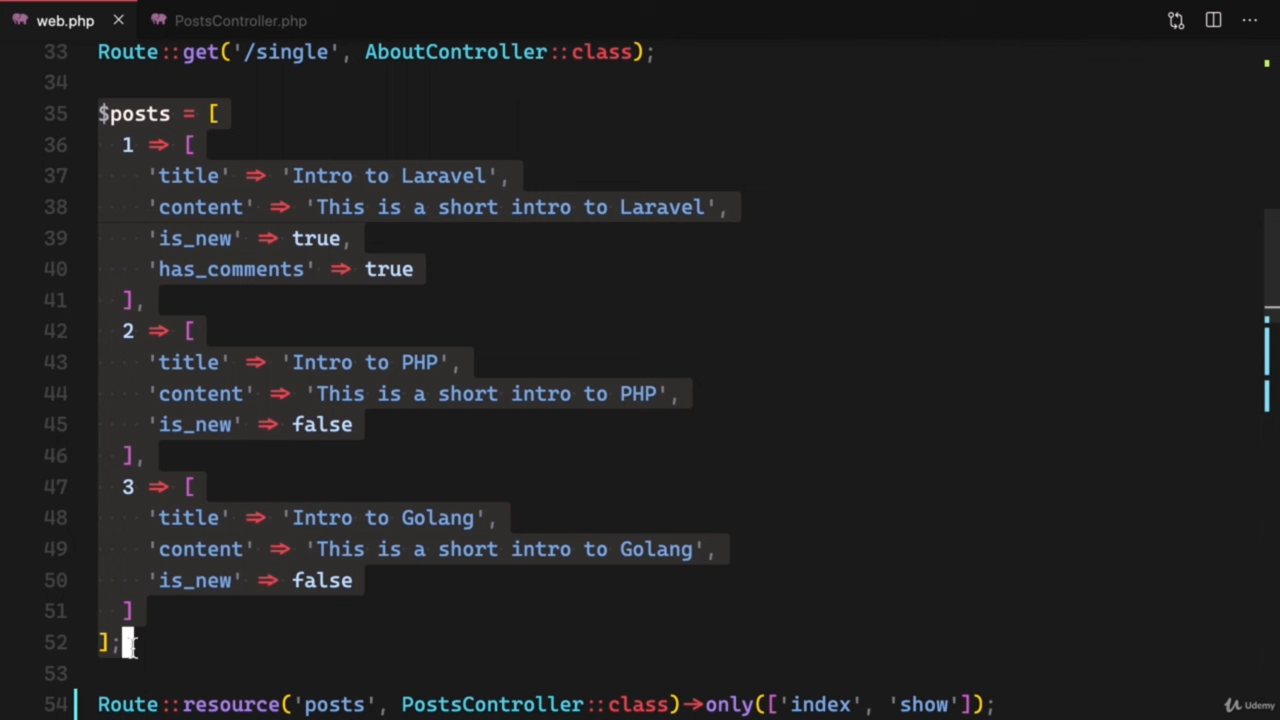 web.php
PostsController.php
33 Route::get('/single', AboutController::class);
34
35 $posts = [
36 1 => [
37 'title' => 'Intro to Laravel',
38 'content' => 'This is a short intro to Laravel',
39 'is_new' => true,
40 'has_comments' => true
41 ],
42 2 => [
43 'title' => 'Intro to PHP',
44 'content' => 'This is a short intro to PHP',
45 'is_new' => false
46 ],
47 3 => [
48 'title' => 'Intro to Golang',
49 'content' => 'This is a short intro to Golang',
50 'is_new' => false
51 ]
52 ];
53
54 Route::resource('posts', PostsController::class)->only(['index', 'show']);
Udemy